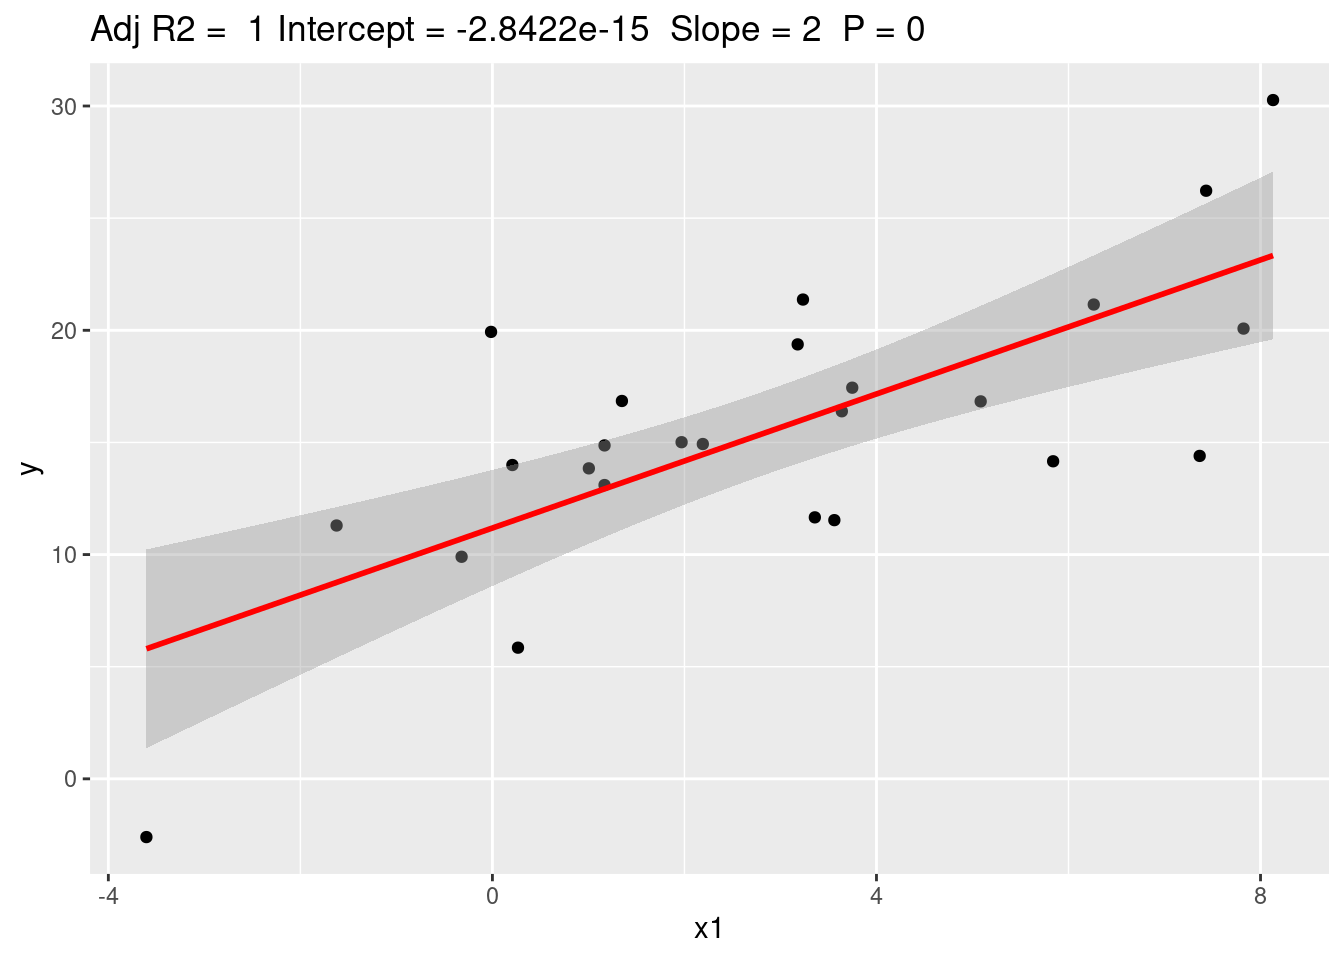 Adj R2 =  1 Intercept = -2.8422e-15  Slope = 2  P = 0
30
20
10
0
y
-4 0 4 8
x1